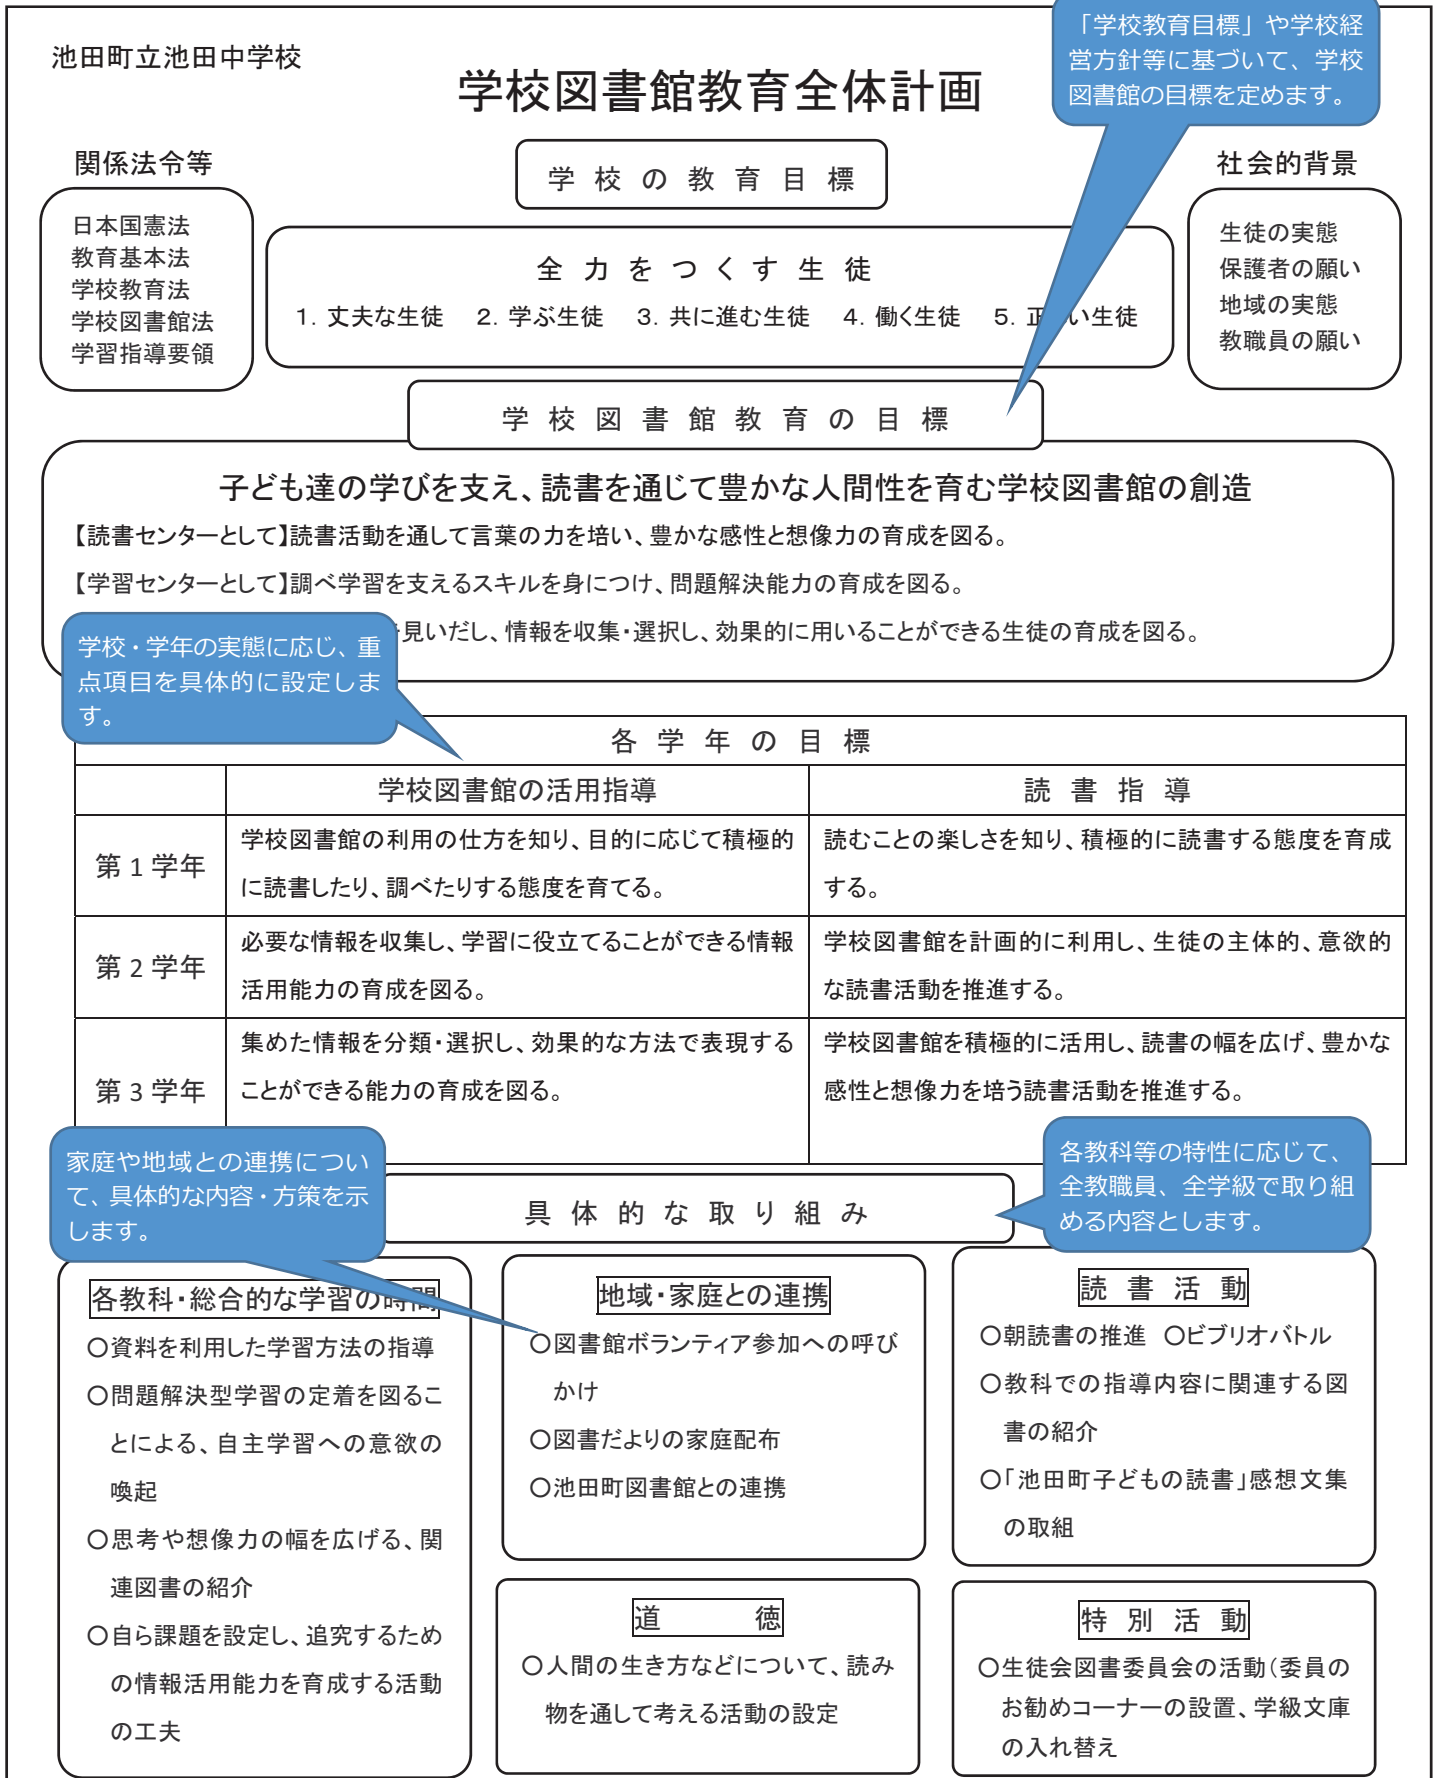 池田町立池田中学校
学校図書館教育全体計画
「学校教育目標」や学校経
営方針等に基づいて、学校
図書館の目標を定めます。
関係法令等
日本国憲法
教育基本法
学校教育法
学校図書館法
学習指導要領
学校の教育目標
全力をつくす生徒
1. 丈夫な生徒 2. 学ぶ生徒 3. 共に進む生徒 4. 働く生徒 5. 正 い生徒
社会的背景
生徒の実態
保護者の願い
地域の実態
教職員の願い
学校図書館教育の目標
子ども達の学びを支え、読書を通じて豊かな人間性を育む学校図書館の創造
【読書センターとして】読書活動を通して言葉の力を培い、豊かな感性と想像力の育成を図る。
【学習センターとして】調べ学習を支えるスキルを身につけ、問題解決能力の育成を図る。
見いだし、情報を収集・選択し、効果的に用いることができる生徒の育成を図る。
学校・学年の実態に応じ、重
点項目を具体的に設定しま
す。
各学年の目標
学校図書館の活用指導 読書指導
第1学年
学校図書館の利用の仕方を知り、目的に応じて積極的
に読書したり、調べたりする態度を育てる。
読むことの楽しさを知り、積極的に読書する態度を育成
する。
第2学年
必要な情報を収集し、学習に役立てることができる情報
活用能力の育成を図る。
学校図書館を計画的に利用し、生徒の主体的、意欲的
な読書活動を推進する。
第3学年
集めた情報を分類・選択し、効果的な方法で表現する
ことができる能力の育成を図る。
学校図書館を積極的に活用し、読書の幅を広げ、豊かな
感性と想像力を培う読書活動を推進する。
家庭や地域との連携につい
て、具体的な内容・方策を示
します。
具体的な取り組み
各教科等の特性に応じて、
全教職員、全学級で取り組
める内容とします。
各教科・総合的な学習の時間
〇資料を利用した学習方法の指導
〇問題解決型学習の定着を図るこ
とによる、自主学習への意欲の
喚起
〇思考や想像力の幅を広げる、関
連図書の紹介
〇自ら課題を設定し、追究するため
の情報活用能力を育成する活動
の工夫
地域・家庭との連携
〇図書館ボランティア参加への呼び
かけ
〇図書だよりの家庭配布
〇池田町図書館との連携
道徳
〇人間の生き方などについて、読み
物を通して考える活動の設定
読書活動
〇朝読書の推進 〇ビブリオバトル
〇教科での指導内容に関連する図
書の紹介
〇「池田町子どもの読書」感想文集
の取組
特別活動
〇生徒会図書委員会の活動（委員の
お勧めコーナーの設置、学級文庫
の入れ替え